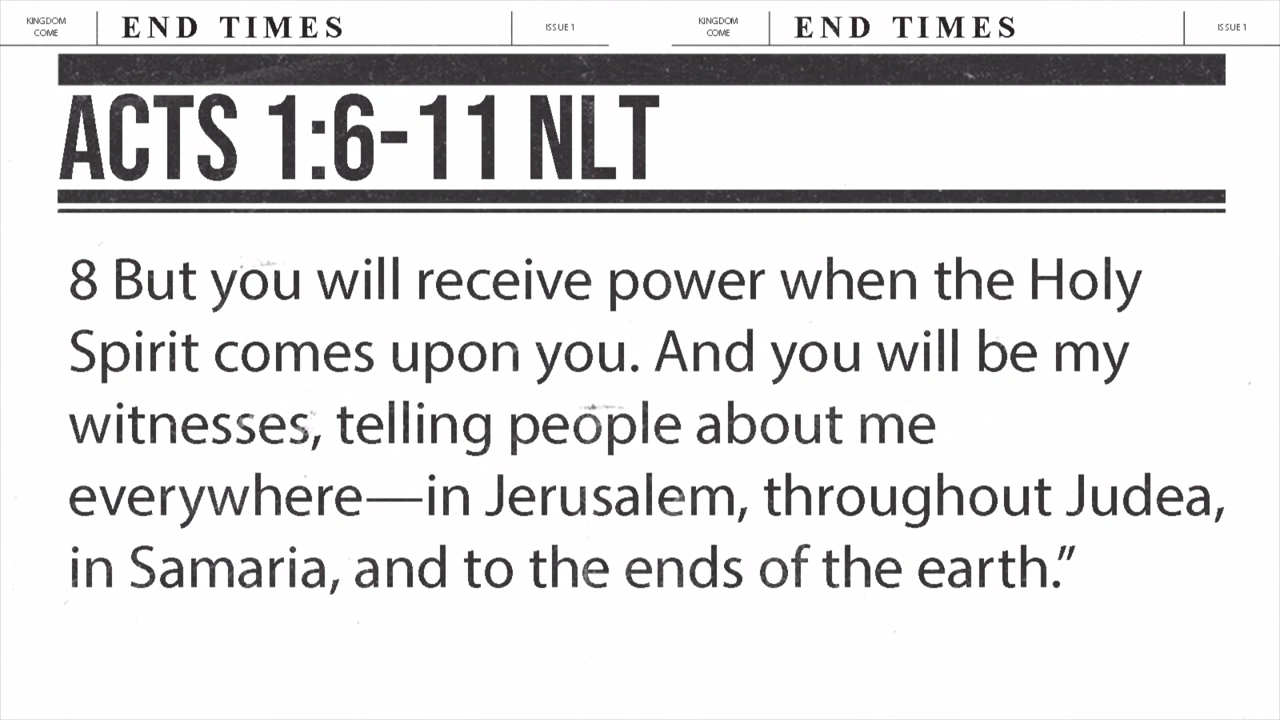 KINGDOM
COME
END TIMES
ISSUE 1
KINGDOM
COME
END TIMES
ISSUE 1
ACTS 1:6-11 NLT
8 But you will receive power when the Holy
Spirit comes upon you. And you will be my
witnesses, telling people about me
everywhere—in Jerusalem, throughout Judea,
in Samaria, and to the ends of the earth.”